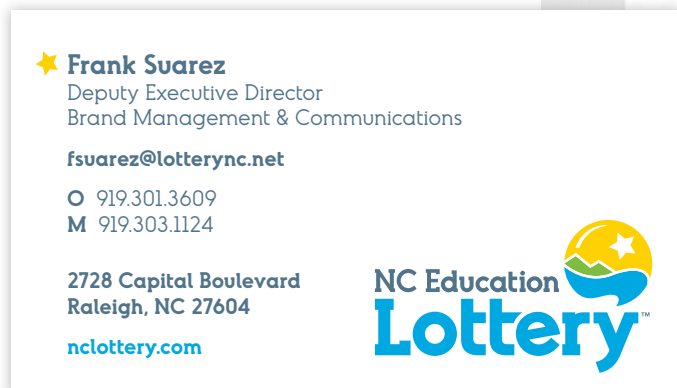 Frank Suarez
Deputy Executive Director
Brand Management & Communications
fsuarez@lotterync.net
O 919.301.3609
M 919.303.1124
2728 Capital Boulevard
Raleigh, NC 27604
nclottery.com
NC Education
Lottery™